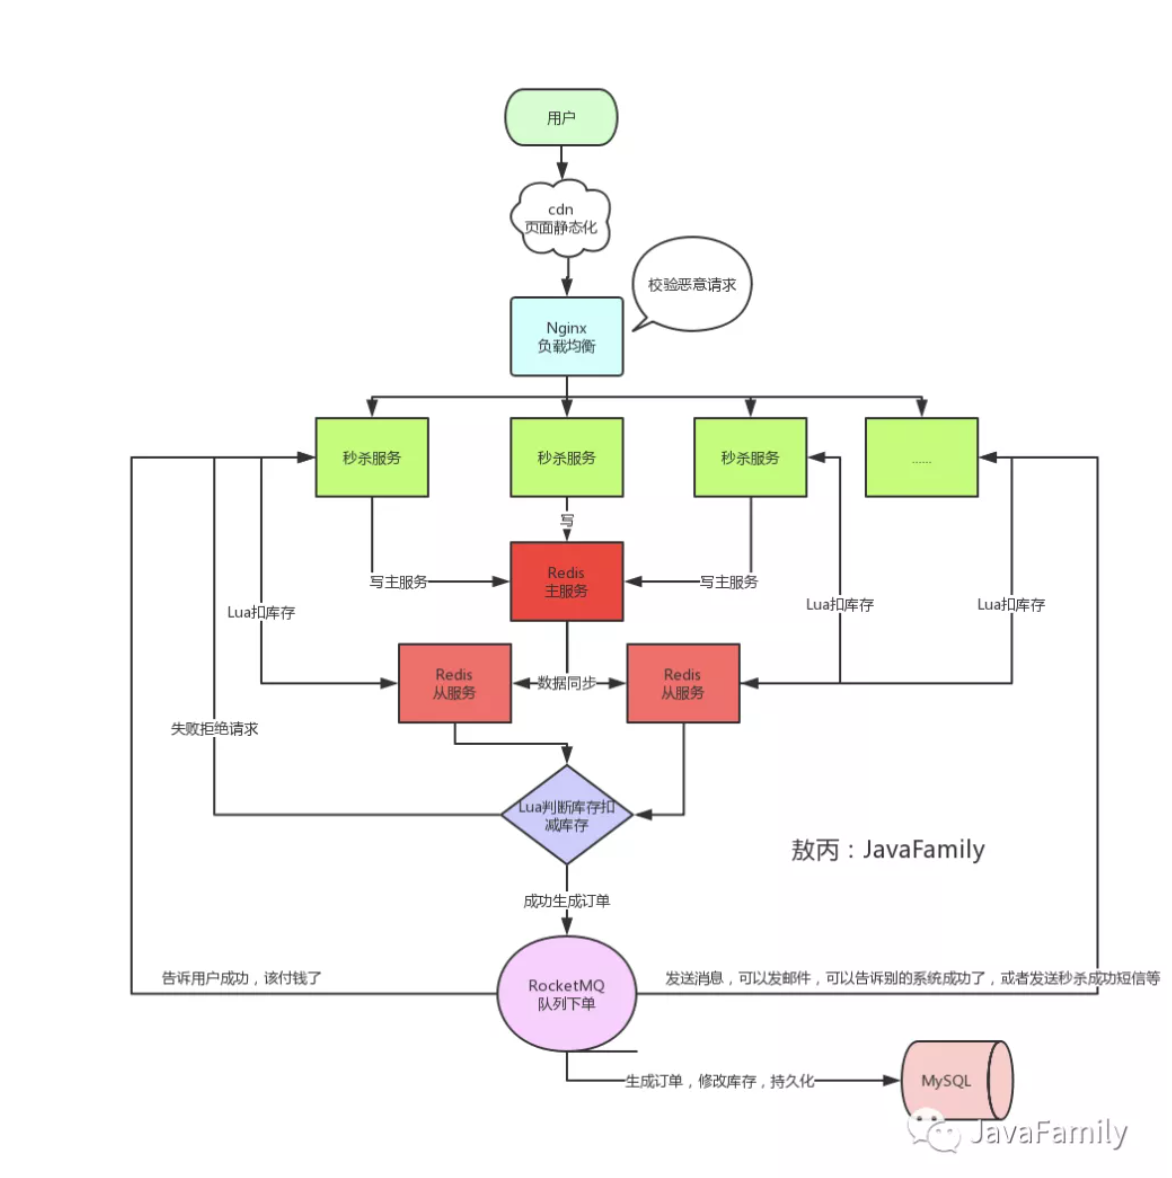 用户
cdn
页面静态化
校验恶意请求
Nginx
负载均衡
秒杀服务
秒杀服务
秒杀服务
......
写
Redis
主服务
写主服务
写主服务
Lua扣库存
Lua扣库存
Lua扣库存
Redis
从服务
数据同步
Redis
从服务
失败拒绝请求
Lua判断库存扣
减库存
敖丙：JavaFamily
成功生成订单
告诉用户成功，该付钱了
RocketMQ
队列下单
发送消息，可以发邮件，可以告诉别的系统成功了，或者发送秒杀成功短信等
生成订单，修改库存，持久化
MySQL
JavaFamily